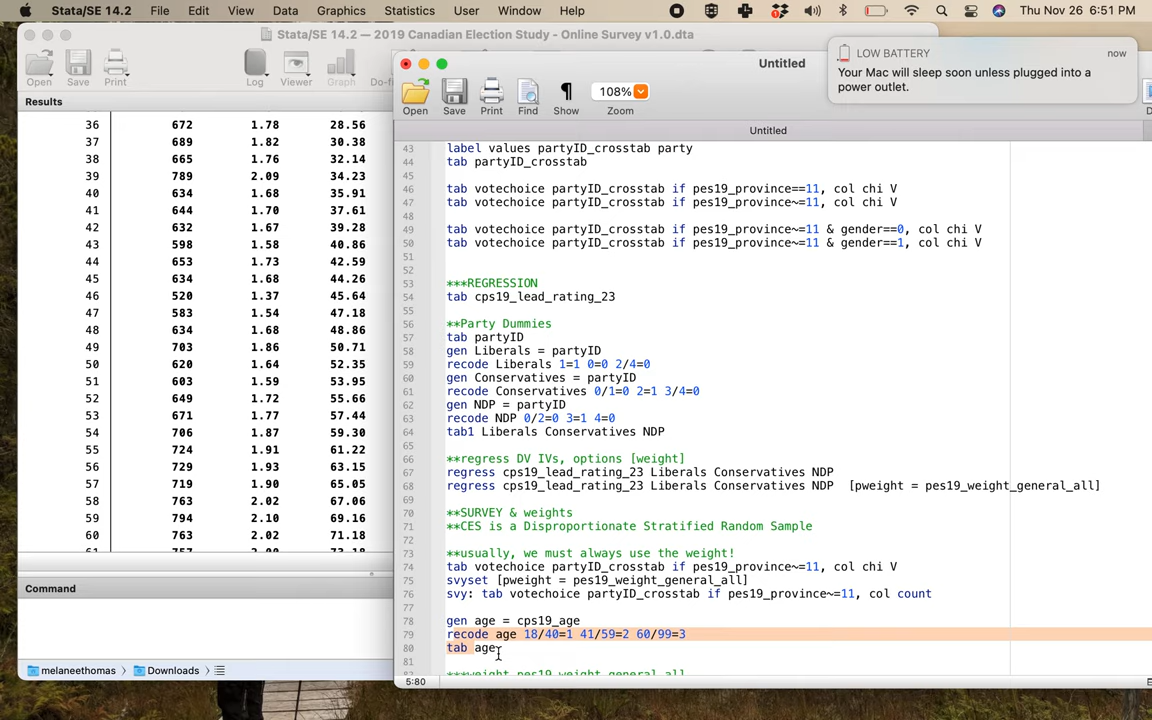 Stata/SE 14.2 File Edit View Data Graphics Statistics User Window Help Thu Nov 26 6:51 PM
Stata/SE 14.2 — 2019 Canadian Election Study - Online Survey v1.0.dta
Open Save Print Log Viewer Graph Do-f
Results
36 672 1.78 28.56
37 689 1.82 30.38
38 665 1.76 32.14
39 789 2.09 34.23
40 634 1.68 35.91
41 644 1.70 37.61
42 632 1.67 39.28
43 598 1.58 40.86
44 653 1.73 42.59
45 634 1.68 44.26
46 520 1.37 45.64
47 583 1.54 47.18
48 634 1.68 48.86
49 703 1.86 50.71
50 620 1.64 52.35
51 603 1.59 53.95
52 649 1.72 55.66
53 671 1.77 57.44
54 706 1.87 59.30
55 724 1.91 61.22
56 729 1.93 63.15
57 719 1.90 65.05
58 763 2.02 67.06
59 794 2.10 69.16
60 763 2.02 71.18
Command
melaneethomas › Downloads ›
Untitled
LOW BATTERY now
Your Mac will sleep soon unless plugged into a
power outlet.
108%
Open Save Print Find Show Zoom
Untitled
43 label values partyID_crosstab party
44 tab partyID_crosstab
45
46 tab votechoice partyID_crosstab if pes19_province==11, col chi V
47 tab votechoice partyID_crosstab if pes19_province~=11, col chi V
48
49 tab votechoice partyID_crosstab if pes19_province~=11 & gender==0, col chi V
50 tab votechoice partyID_crosstab if pes19_province~=11 & gender==1, col chi V
51
52
53 ***REGRESSION
54 tab cps19_lead_rating_23
55
56 **Party Dummies
57 tab partyID
58 gen Liberals = partyID
59 recode Liberals 1=1 0=0 2/4=0
60 gen Conservatives = partyID
61 recode Conservatives 0/1=0 2=1 3/4=0
62 gen NDP = partyID
63 recode NDP 0/2=0 3=1 4=0
64 tab1 Liberals Conservatives NDP
65
66 **regress DV IVs, options [weight]
67 regress cps19_lead_rating_23 Liberals Conservatives NDP
68 regress cps19_lead_rating_23 Liberals Conservatives NDP [pweight = pes19_weight_general_all]
69
70 **SURVEY & weights
71 **CES is a Disproportionate Stratified Random Sample
72
73 **usually, we must always use the weight!
74 tab votechoice partyID_crosstab if pes19_province~=11, col chi V
75 svyset [pweight = pes19_weight_general_all]
76 svy: tab votechoice partyID_crosstab if pes19_province~=11, col count
77
78 gen age = cps19_age
79 recode age 18/40=1 41/59=2 60/99=3
80 tab age
81
82 ***weight pes19_weight_general_all
5:80